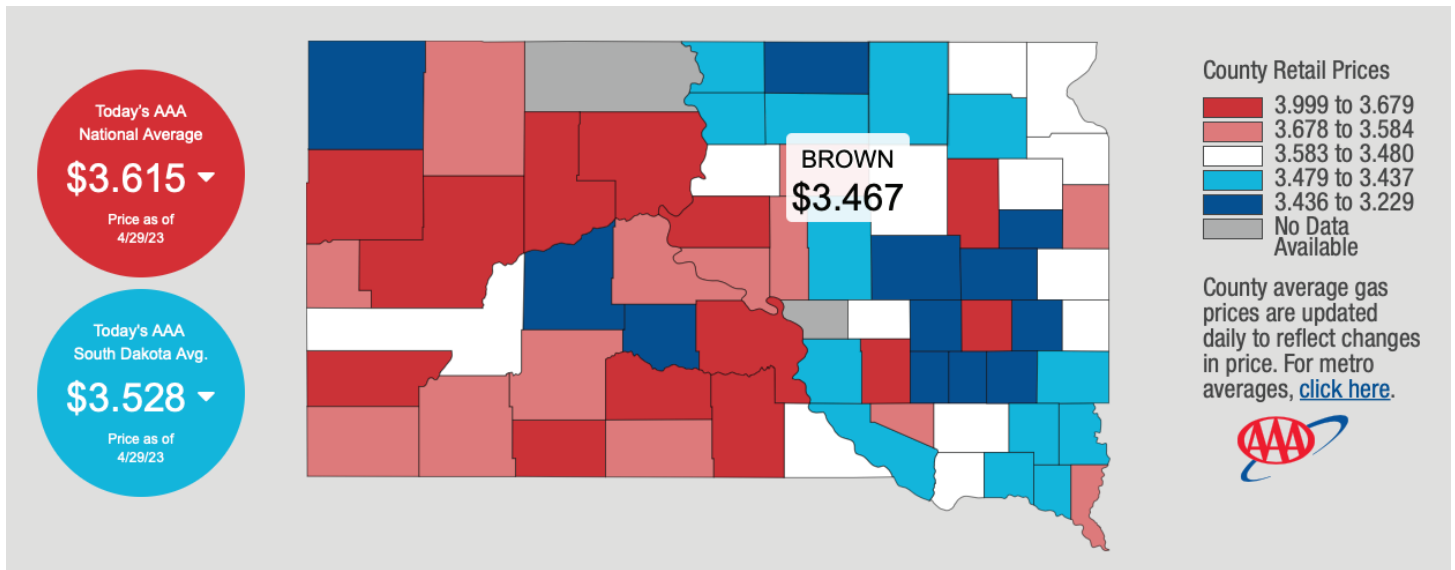 Today's AAA
National Average
$3.615
Price as of
4/29/23
Today's AAA
South Dakota Avg.
$3.528
Price as of
4/29/23
BROWN
$3.467
County Retail Prices
3.999 to 3.679
3.678 to 3.584
3.583 to 3.480
3.479 to 3.437
3.436 to 3.229
No Data
Available
County average gas
prices are updated
daily to reflect changes
in price. For metro
averages, click here.
AAA